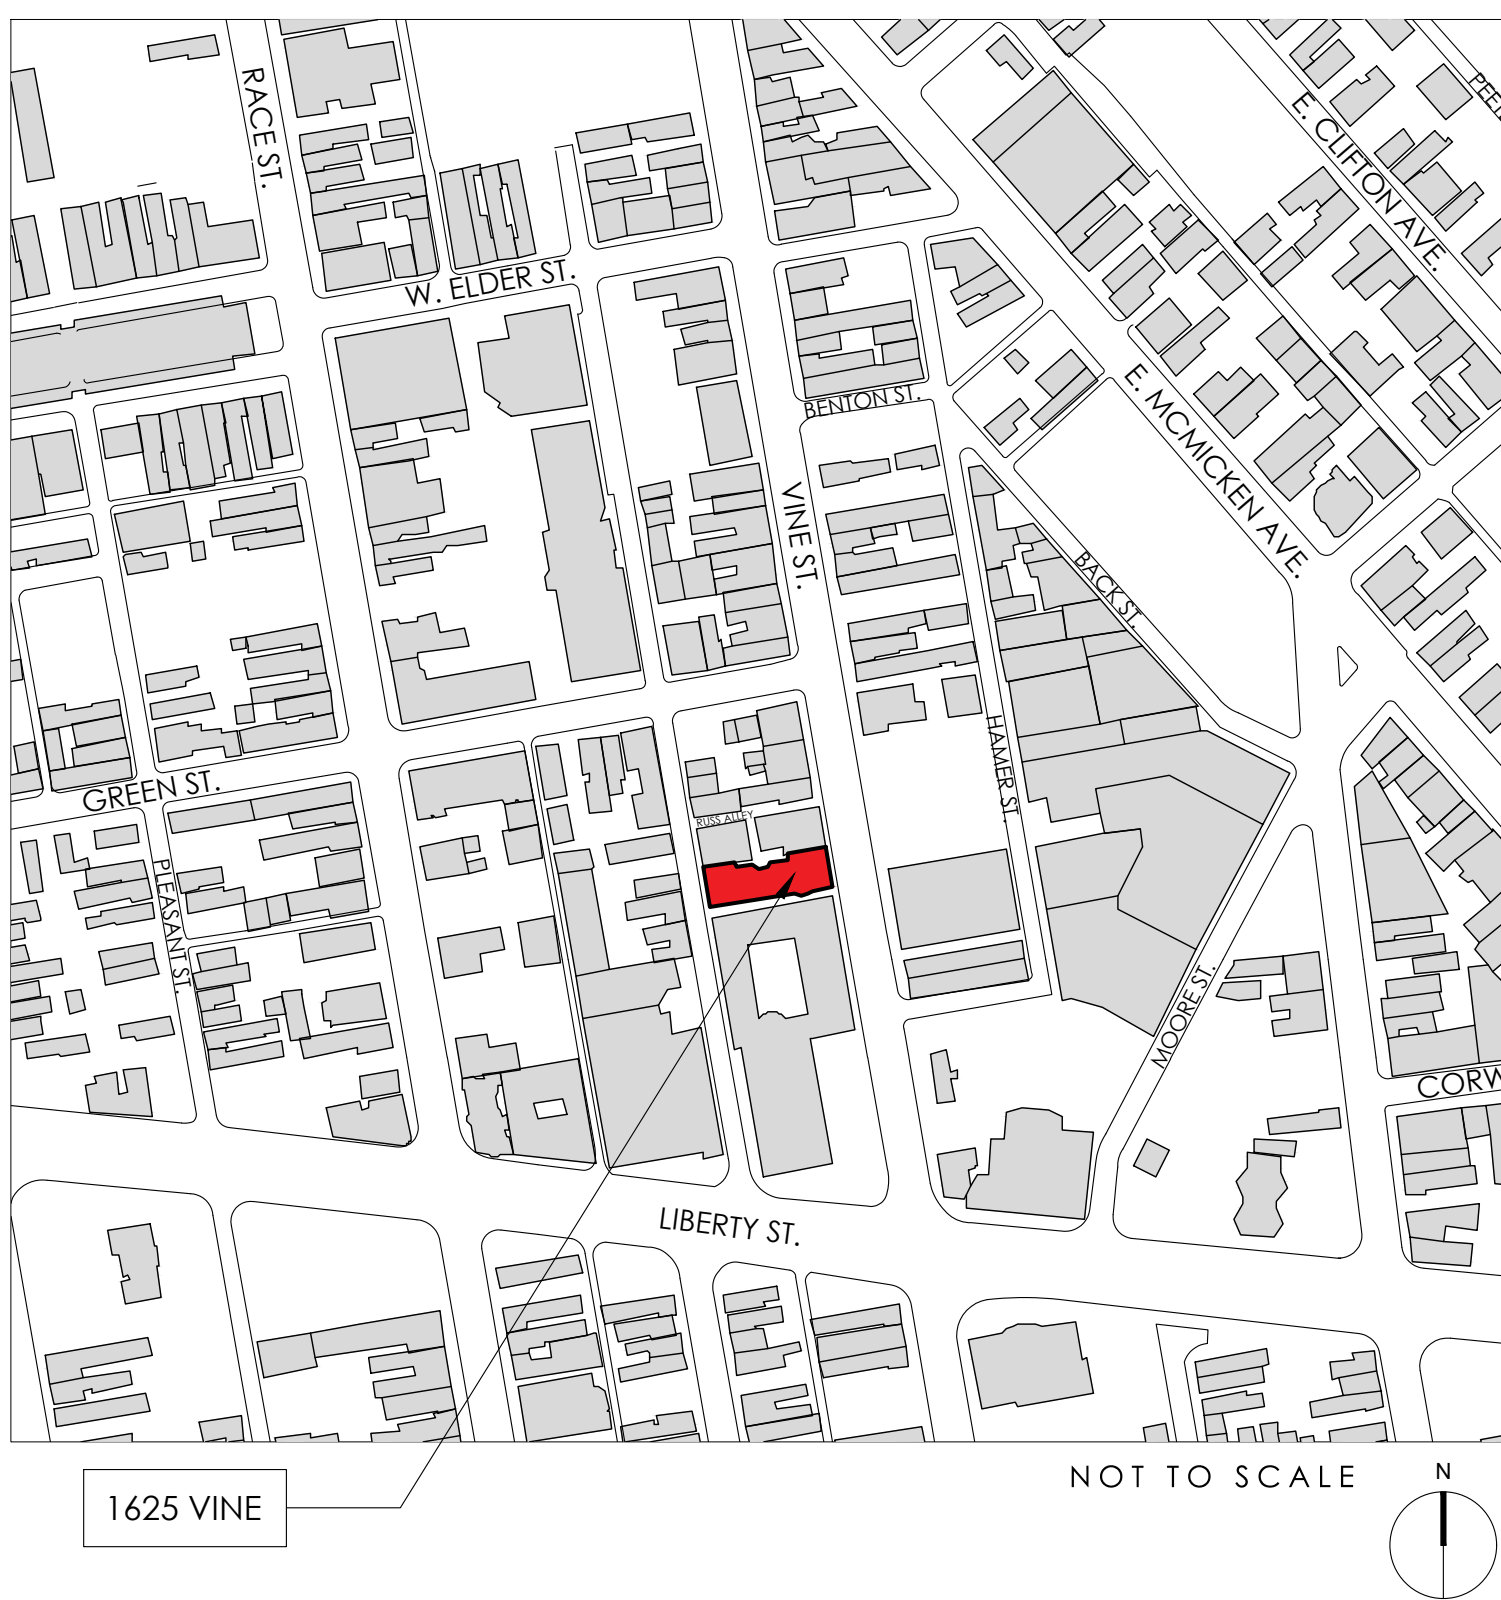 RACE ST.
E. CLIFTON AVE.
W. ELDER ST.
BENTON ST.
E. MCMICKEN AVE.
VINE ST.
BACK ST.
HAMER ST.
GREEN ST.
RUSS ALLEY
PLEASANT ST.
MOORE ST.
LIBERTY ST.
1625 VINE
NOT TO SCALE
N